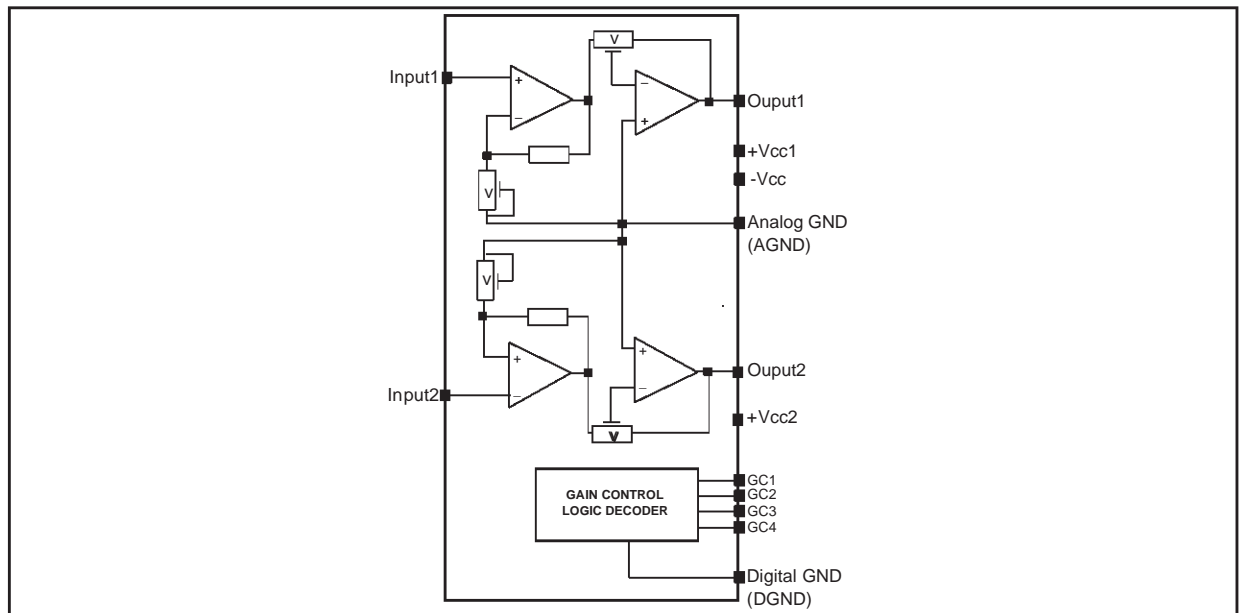 V
+
−
Input1
−
+
Ouput1
+Vcc1
-Vcc
V
Analog GND
(AGND)
V
+
−
Input2
+
−
Ouput2
V
+Vcc2
GAIN CONTROL
LOGIC DECODER
GC1
GC2
GC3
GC4
Digital GND
(DGND)